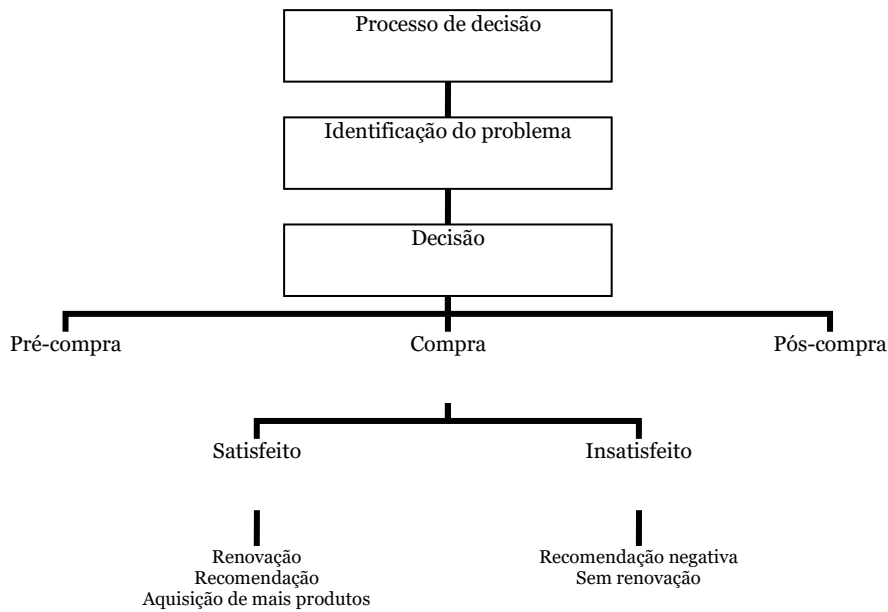 Processo de decisão
Identificação do problema
Decisão
Pré-compra
Compra
Pós-compra
Satisfeito
Insatisfeito
Renovação
Recomendação
Aquisição de mais produtos
Recomendação negativa
Sem renovação